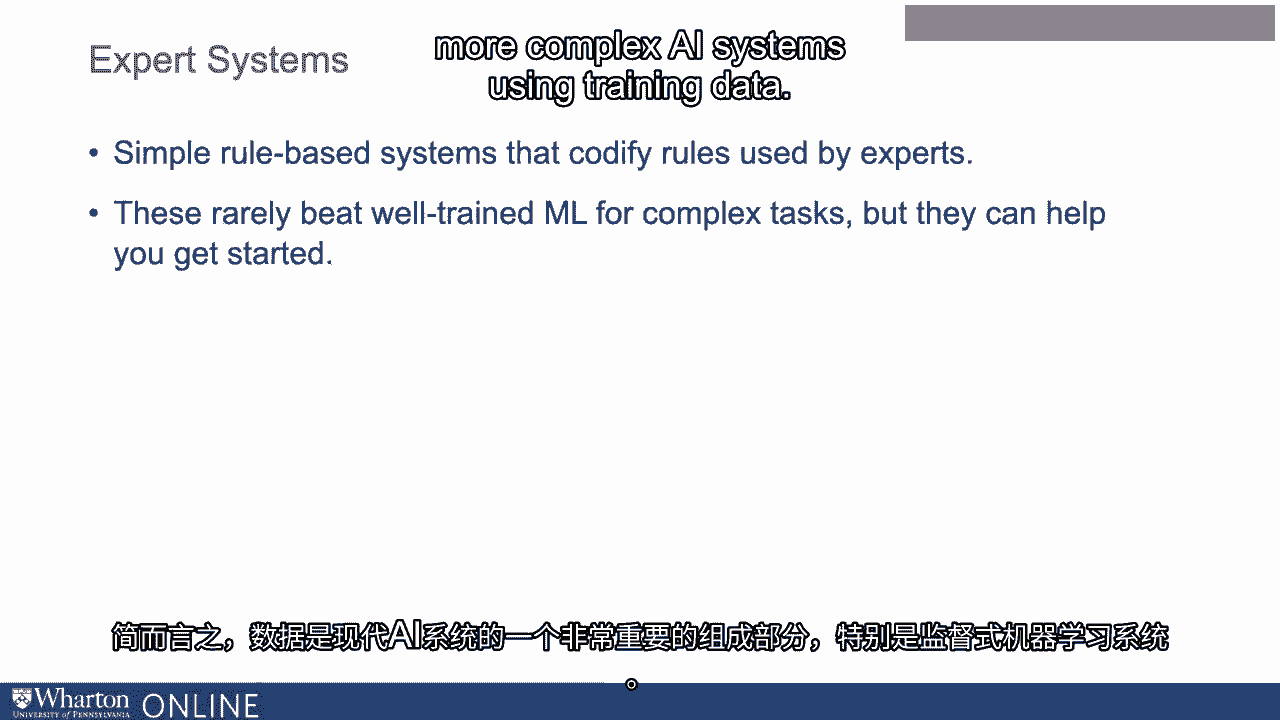 more complex AI systems
using training data.
Expert Systems
• Simple rule-based systems that codify rules used by experts.
• These rarely beat well-trained ML for complex tasks, but they can help
you get started.
简而言之，数据是现代AI系统的一个非常重要的组成部分，特别是监督式机器学习系统
Wharton
UNIVERSITY of PENNSYLVANIA
ONLINE